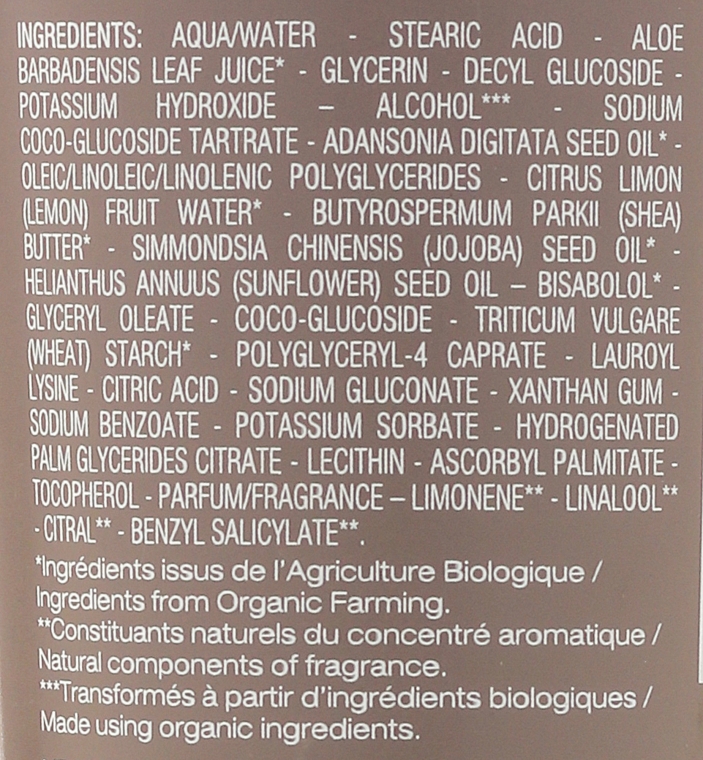 INGREDIENTS: AQUA/WATER - STEARIC ACID - ALOE
BARBADENSIS LEAF JUICE* - GLYCERIN - DECYL GLUCOSIDE -
POTASSIUM HYDROXIDE – ALCOHOL*** - SODIUM
COCO-GLUCOSIDE TARTRATE - ADANSONIA DIGITATA SEED OIL* -
OLEIC/LINOLEIC/LINOLENIC POLYGLYCERIDES - CITRUS LIMON
(LEMON) FRUIT WATER* - BUTYROSPERMUM PARKII (SHEA)
BUTTER* - SIMMONDSIA CHINENSIS (JOJOBA) SEED OIL* -
HELIANTHUS ANNUUS (SUNFLOWER) SEED OIL – BISABOLOL* -
GLYCERYL OLEATE - COCO-GLUCOSIDE - TRITICUM VULGARE
(WHEAT) STARCH* - POLYGLYCERYL-4 CAPRATE - LAUROYL
LYSINE - CITRIC ACID - SODIUM GLUCONATE - XANTHAN GUM -
SODIUM BENZOATE - POTASSIUM SORBATE - HYDROGENATED
PALM GLYCERIDES CITRATE - LECITHIN - ASCORBYL PALMITATE -
TOCOPHEROL - PARFUM/FRAGRANCE – LIMONENE** - LINALOOL**
- CITRAL** - BENZYL SALICYLATE**.
*Ingrédients issus de l'Agriculture Biologique /
Ingredients from Organic Farming.
**Constituants naturels du concentré aromatique /
Natural components of fragrance.
***Transformés à partir d'ingrédients biologiques /
Made using organic ingredients.